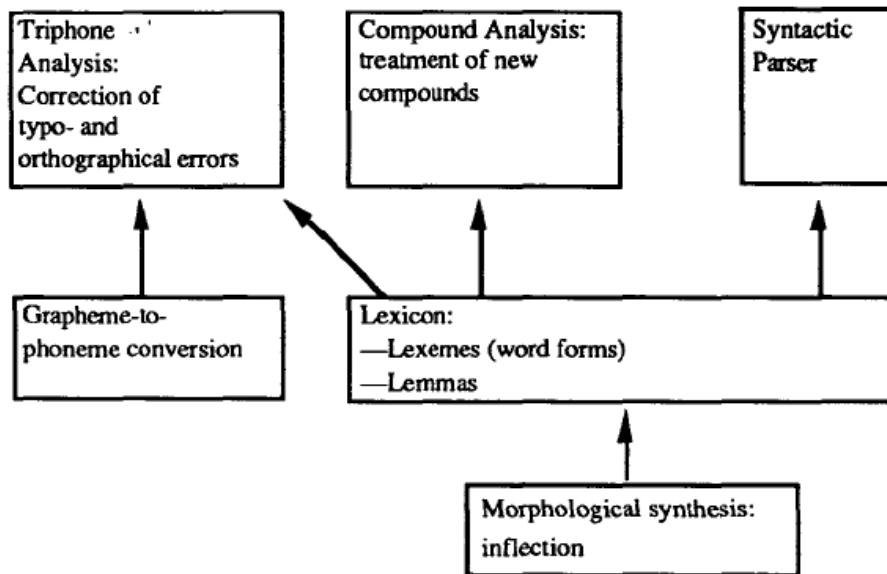 Triphone
Analysis:
Correction of
typo- and
orthographical errors
Compound Analysis:
treatment of new
compounds
Syntactic
Parser
Grapheme-to-
phoneme conversion
Lexicon:
—Lexemes (word forms)
—Lemmas
Morphological synthesis:
inflection